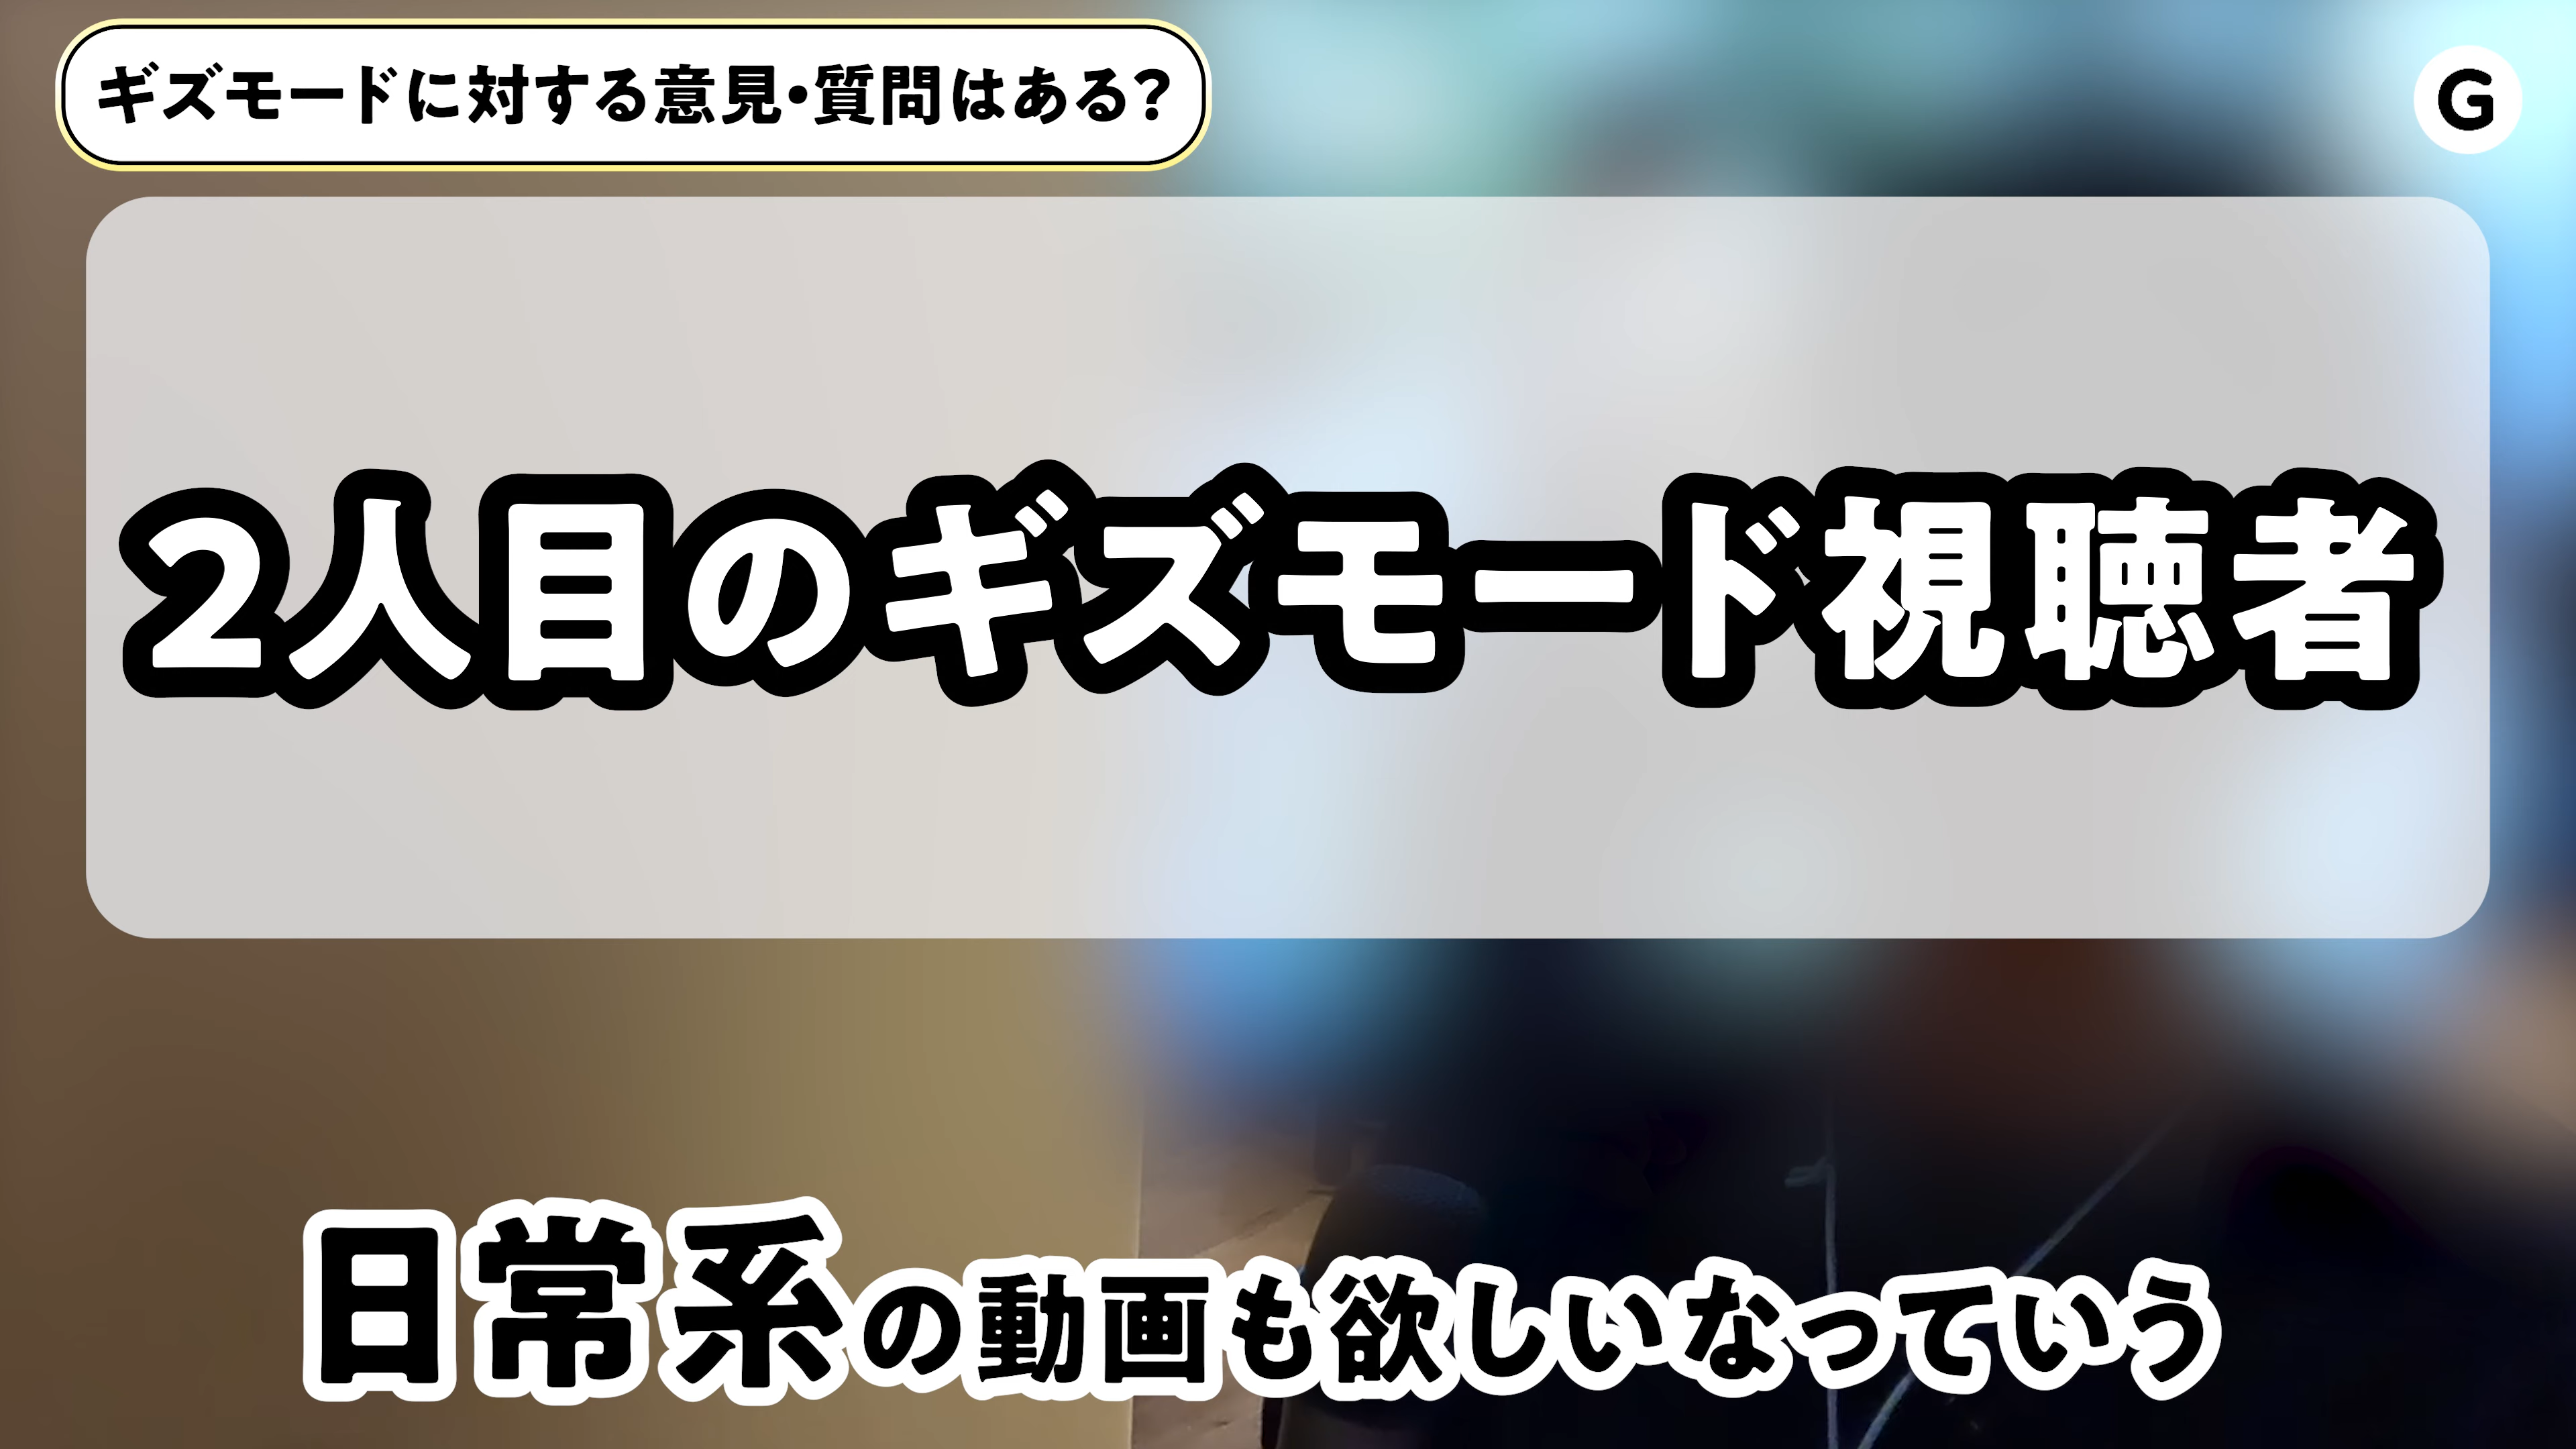 ギズモードに対する意見・質問はある?
G
2人目のギズモード視聴者
日常系の動画も欲しいなっていう